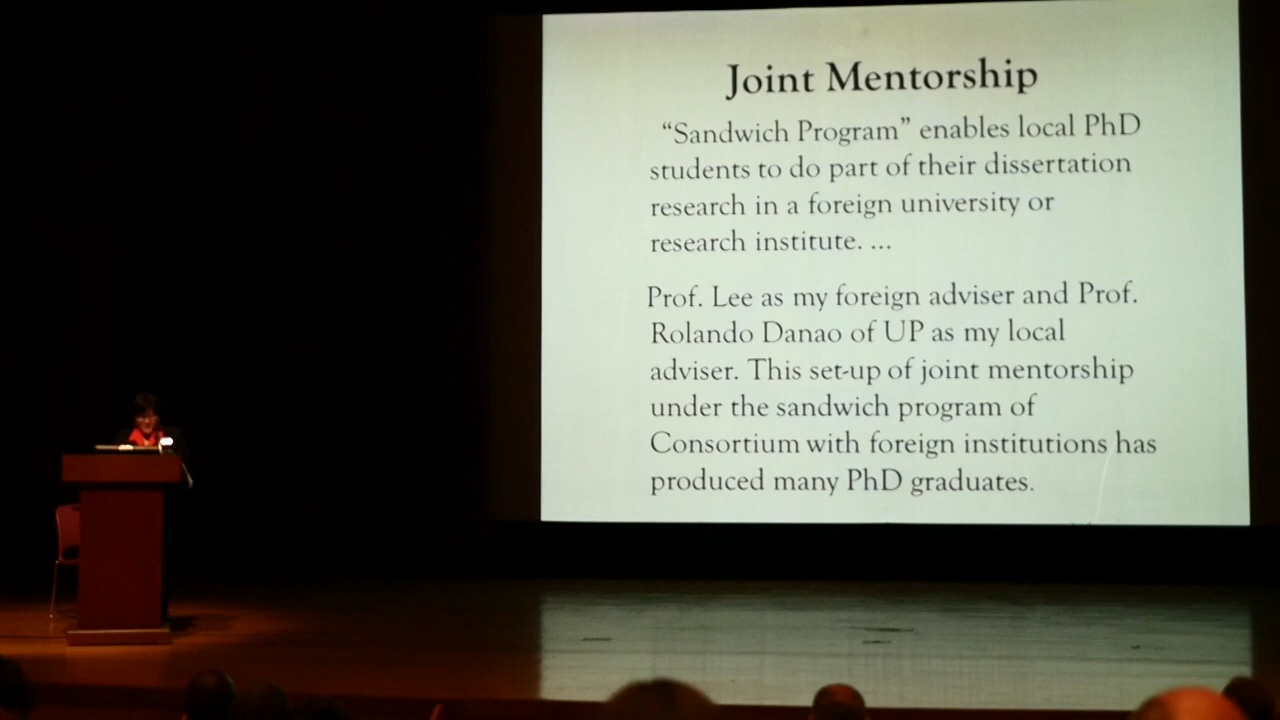 Joint Mentorship
“Sandwich Program” enables local PhD
students to do part of their dissertation
research in a foreign university or
research institute. ...
Prof. Lee as my foreign adviser and Prof.
Rolando Danao of UP as my local
adviser. This set-up of joint mentorship
under the sandwich program of
Consortium with foreign institutions has
produced many PhD graduates.